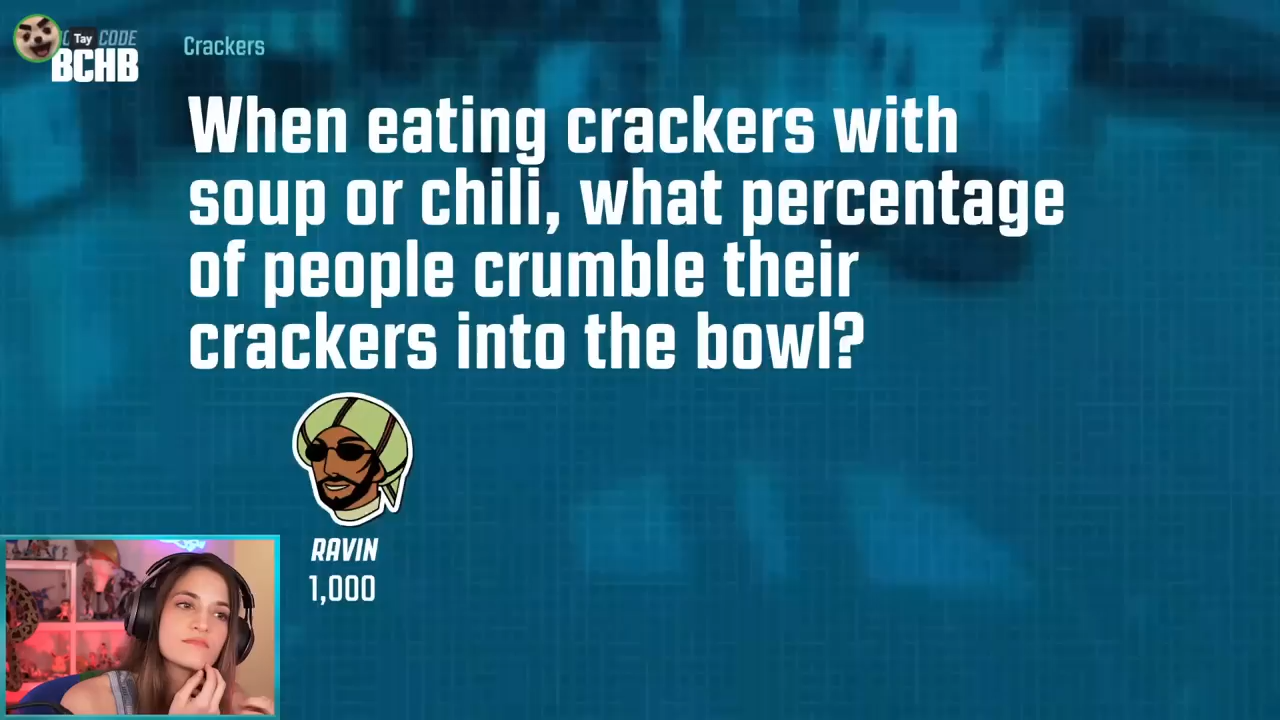 Tay CODE
BCHB
Crackers
When eating crackers with
soup or chili, what percentage
of people crumble their
crackers into the bowl?
RAVIN
1,000